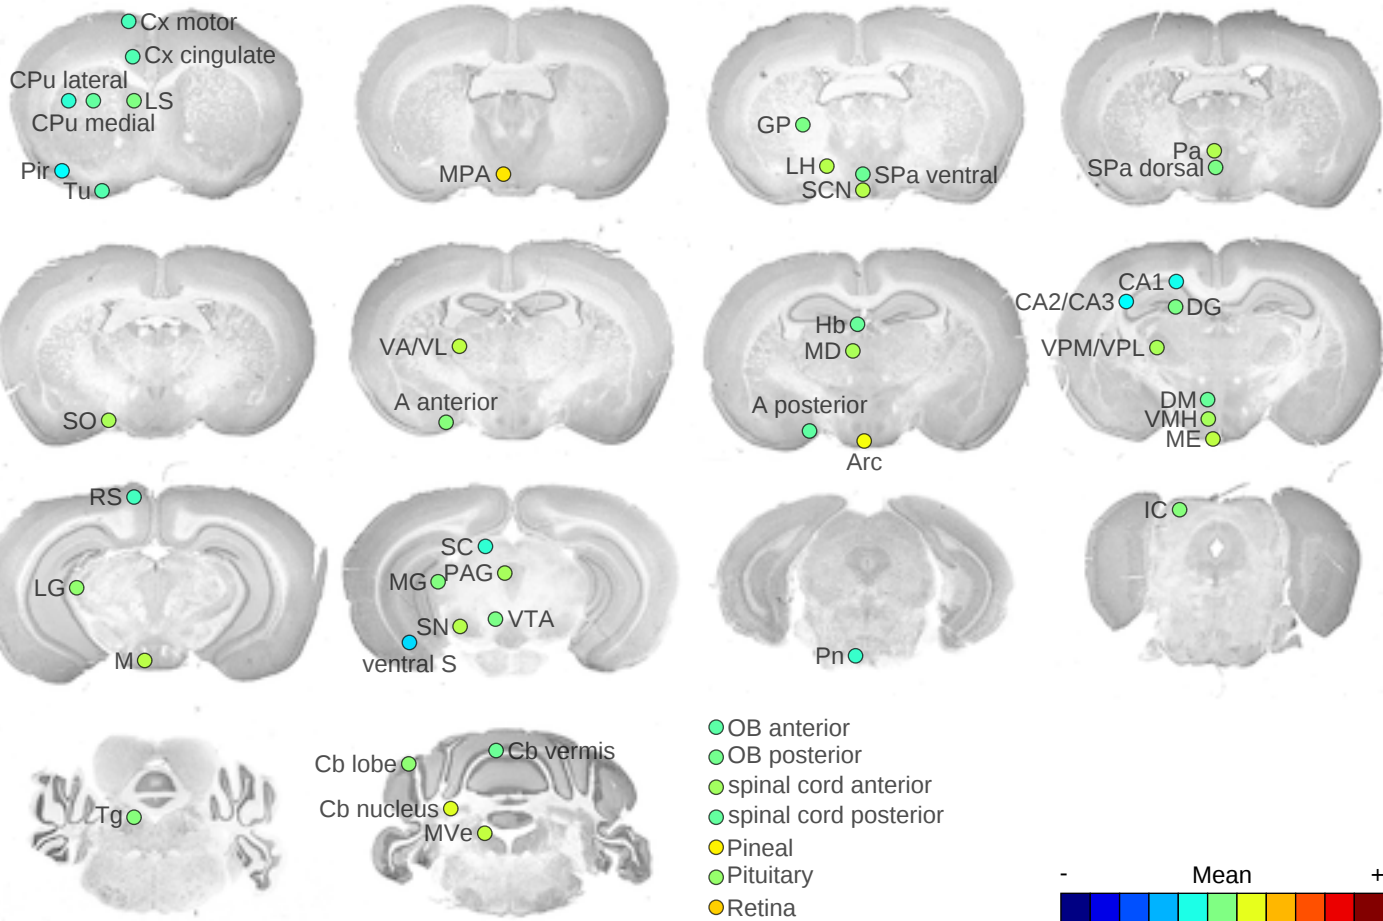 Cx motor
Cx cingulate
CPu lateral
LS
CPu medial
Pir
Tu
MPA
GP
LH
SPa ventral
SCN
Pa
SPa dorsal
SO
VA/VL
A anterior
Hb
MD
A posterior
Arc
CA1
CA2/CA3
DG
VPM/VPL
DM
VMH
ME
RS
LG
M
SC
PAG
MG
VTA
SN
ventral S
Pn
IC
Tg
Cb vermis
Cb lobe
Cb nucleus
MVe
OB anterior
OB posterior
spinal cord anterior
spinal cord posterior
Pineal
Pituitary
Retina
- Mean +